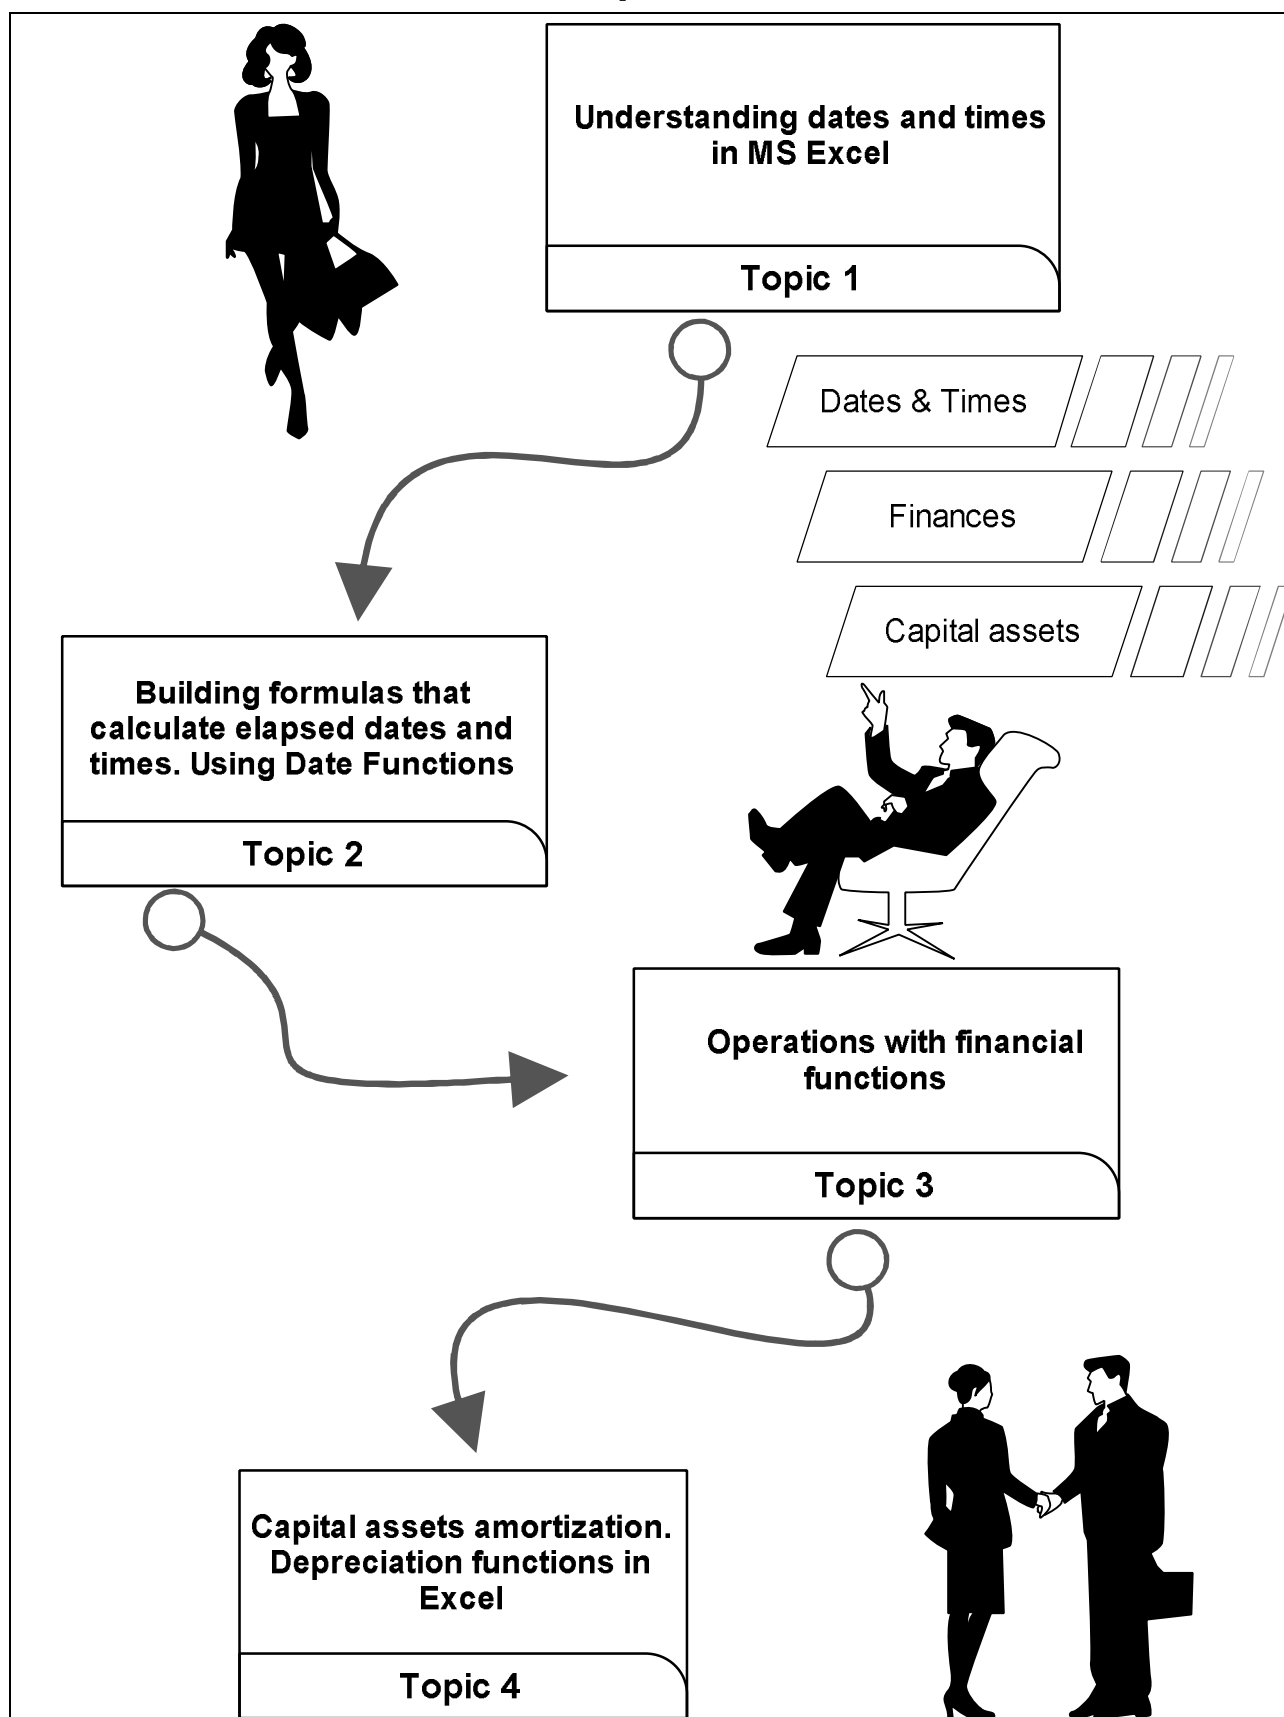 Understanding dates and times
in MS Excel
Topic 1
Dates & Times
Finances
Capital assets
Building formulas that
calculate elapsed dates and
times. Using Date Functions
Topic 2
Operations with financial
functions
Topic 3
Capital assets amortization.
Depreciation functions in
Excel
Topic 4